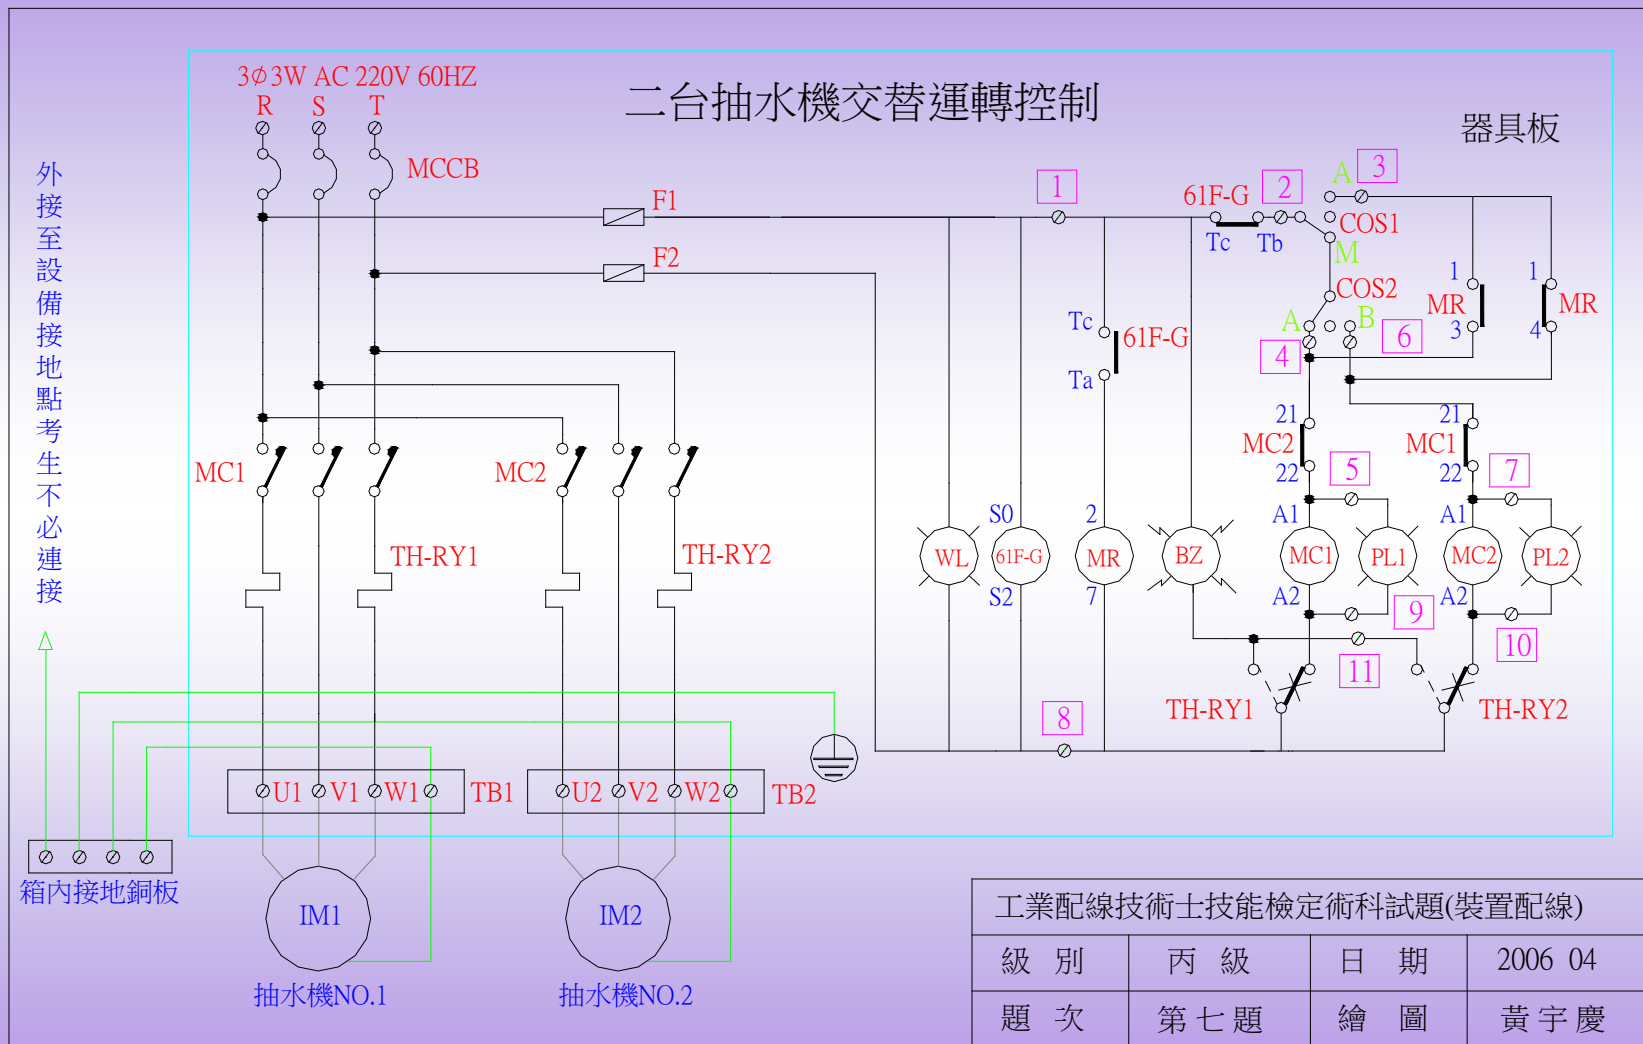 3∅3W AC 220V 60HZ
R S T
MCCB
二台抽水機交替運轉控制
器具板
外接至設備接地點考生不必連接
F1
F2
1
61F-G
2
A
3
COS1
Tc
Tb
M
COS2
A
B
1
MR
3
1
MR
4
4
6
Tc
61F-G
Ta
21
MC2
22
21
MC1
22
5
7
MC1
MC2
TH-RY1
TH-RY2
S0
2
A1
A1
WL
61F-G
MR
BZ
MC1
PL1
MC2
PL2
S2
7
A2
A2
9
10
11
TH-RY1
TH-RY2
8
U1 V1 W1 TB1
U2 V2 W2 TB2
箱內接地銅板
IM1
IM2
抽水機NO.1
抽水機NO.2
工業配線技術士技能檢定術科試題(裝置配線)
級 別 丙 級 日 期 2006 04
題 次 第七題 繪 圖 黃宇慶